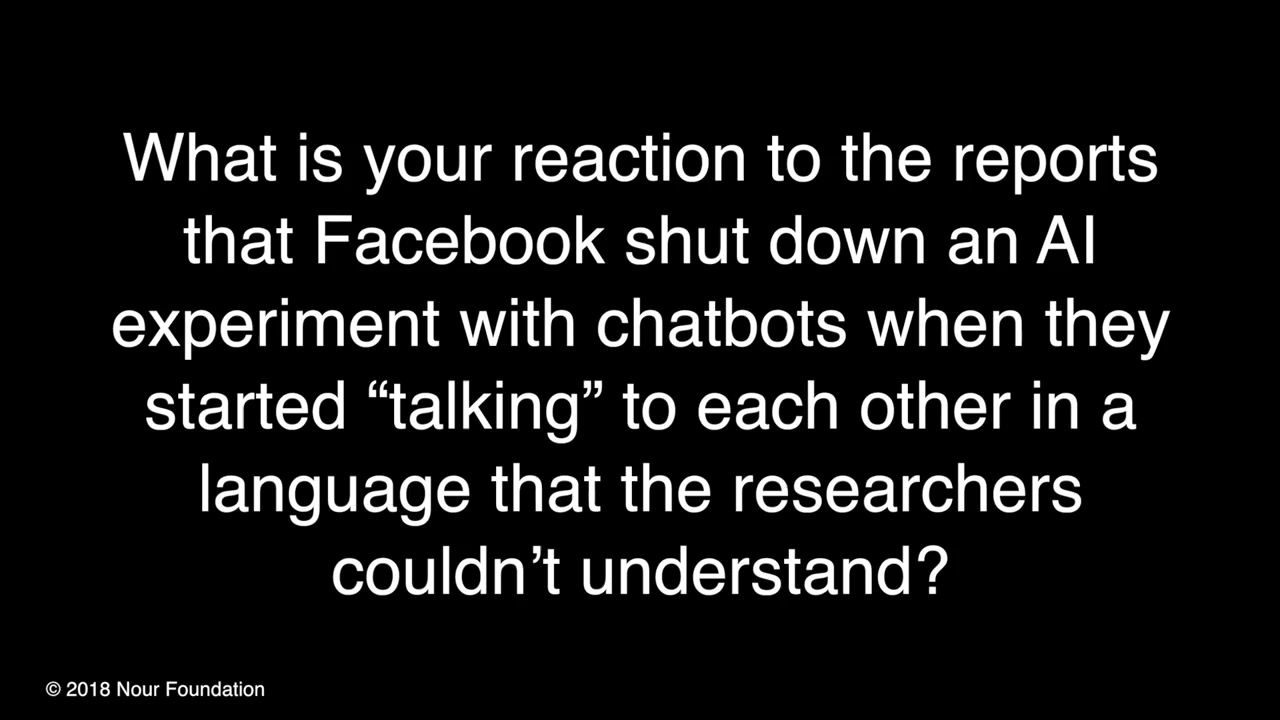 What is your reaction to the reports
that Facebook shut down an AI
experiment with chatbots when they
started “talking” to each other in a
language that the researchers
couldn’t understand?
© 2018 Nour Foundation